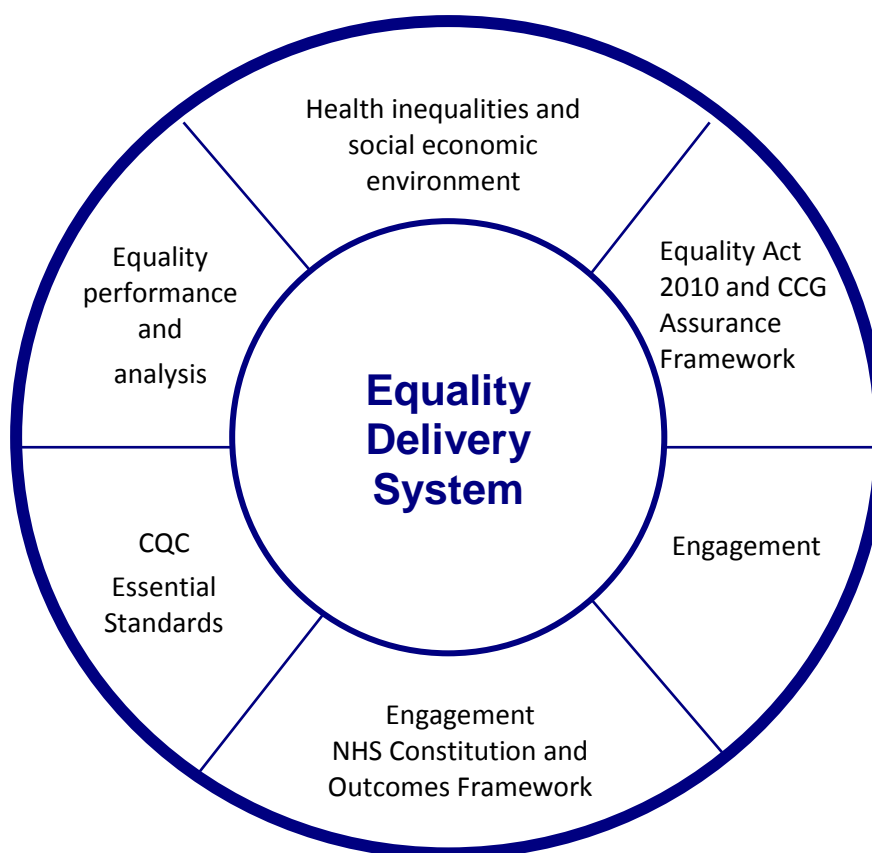 Health inequalities and
social economic
environment
Equality
performance
and
analysis
Equality Act
2010 and CCG
Assurance
Framework
Equality
Delivery
System
CQC
Essential
Standards
Engagement
Engagement
NHS Constitution and
Outcomes Framework